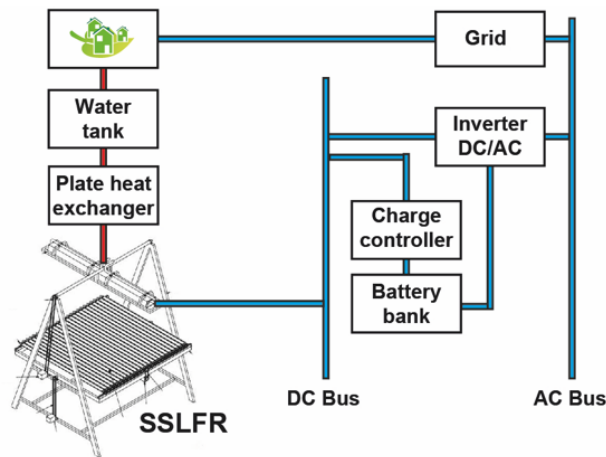 Grid
Water
tank
Inverter
DC/AC
Plate heat
exchanger
Charge
controller
Battery
bank
SSLFR
DC Bus
AC Bus